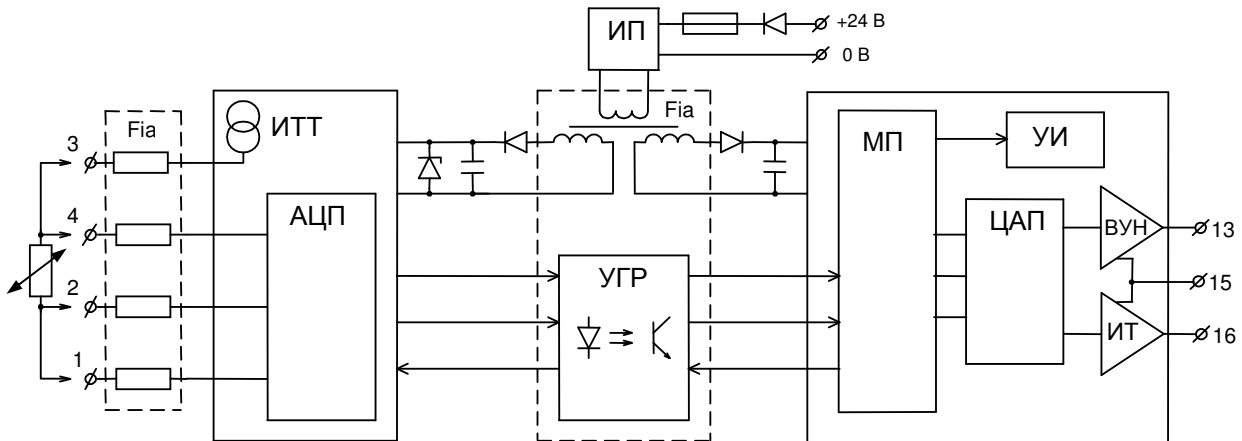 ИП
+24 В
0 В
Fia
ИТТ
Fia
МП
УИ
3
4
АЦП
ЦАП
ВУН
13
УГР
15
2
ИТ
16
1